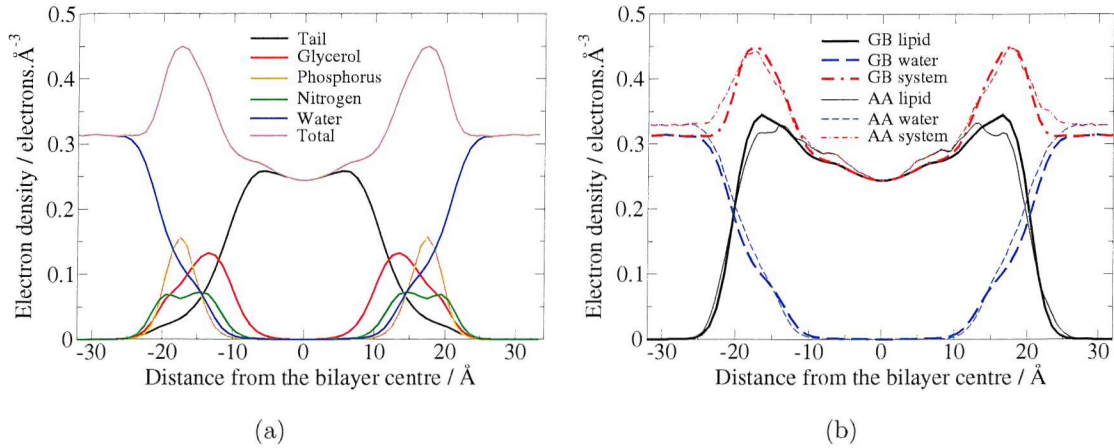 0.5
0.4
0.3
0.2
0.1
0
Electron density / electrons.Å⁻³
Tail
Glycerol
Phosphorus
Nitrogen
Water
Total
-30 -20 -10 0 10 20 30
Distance from the bilayer centre / Å
(a)
0.5
0.4
0.3
0.2
0.1
0
Electron density / electrons.Å⁻³
GB lipid
GB water
GB system
AA lipid
AA water
AA system
-30 -20 -10 0 10 20 30
Distance from the bilayer centre / Å
(b)